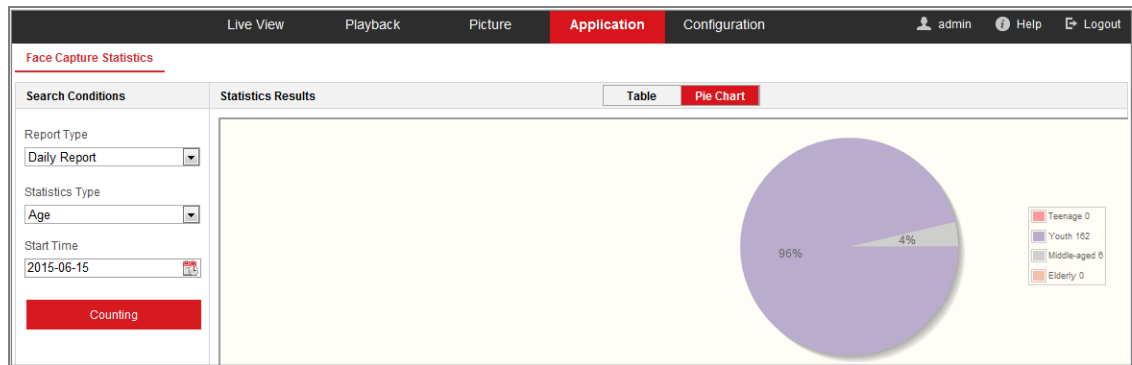 Live View Playback Picture Application Configuration admin Help Logout
Face Capture Statistics
Search Conditions
Statistics Results
Table Pie Chart
Report Type
Daily Report
Statistics Type
Age
Start Time
2015-06-15
Counting
96%
4%
Teenage 0
Youth 162
Middle-aged 6
Elderly 0